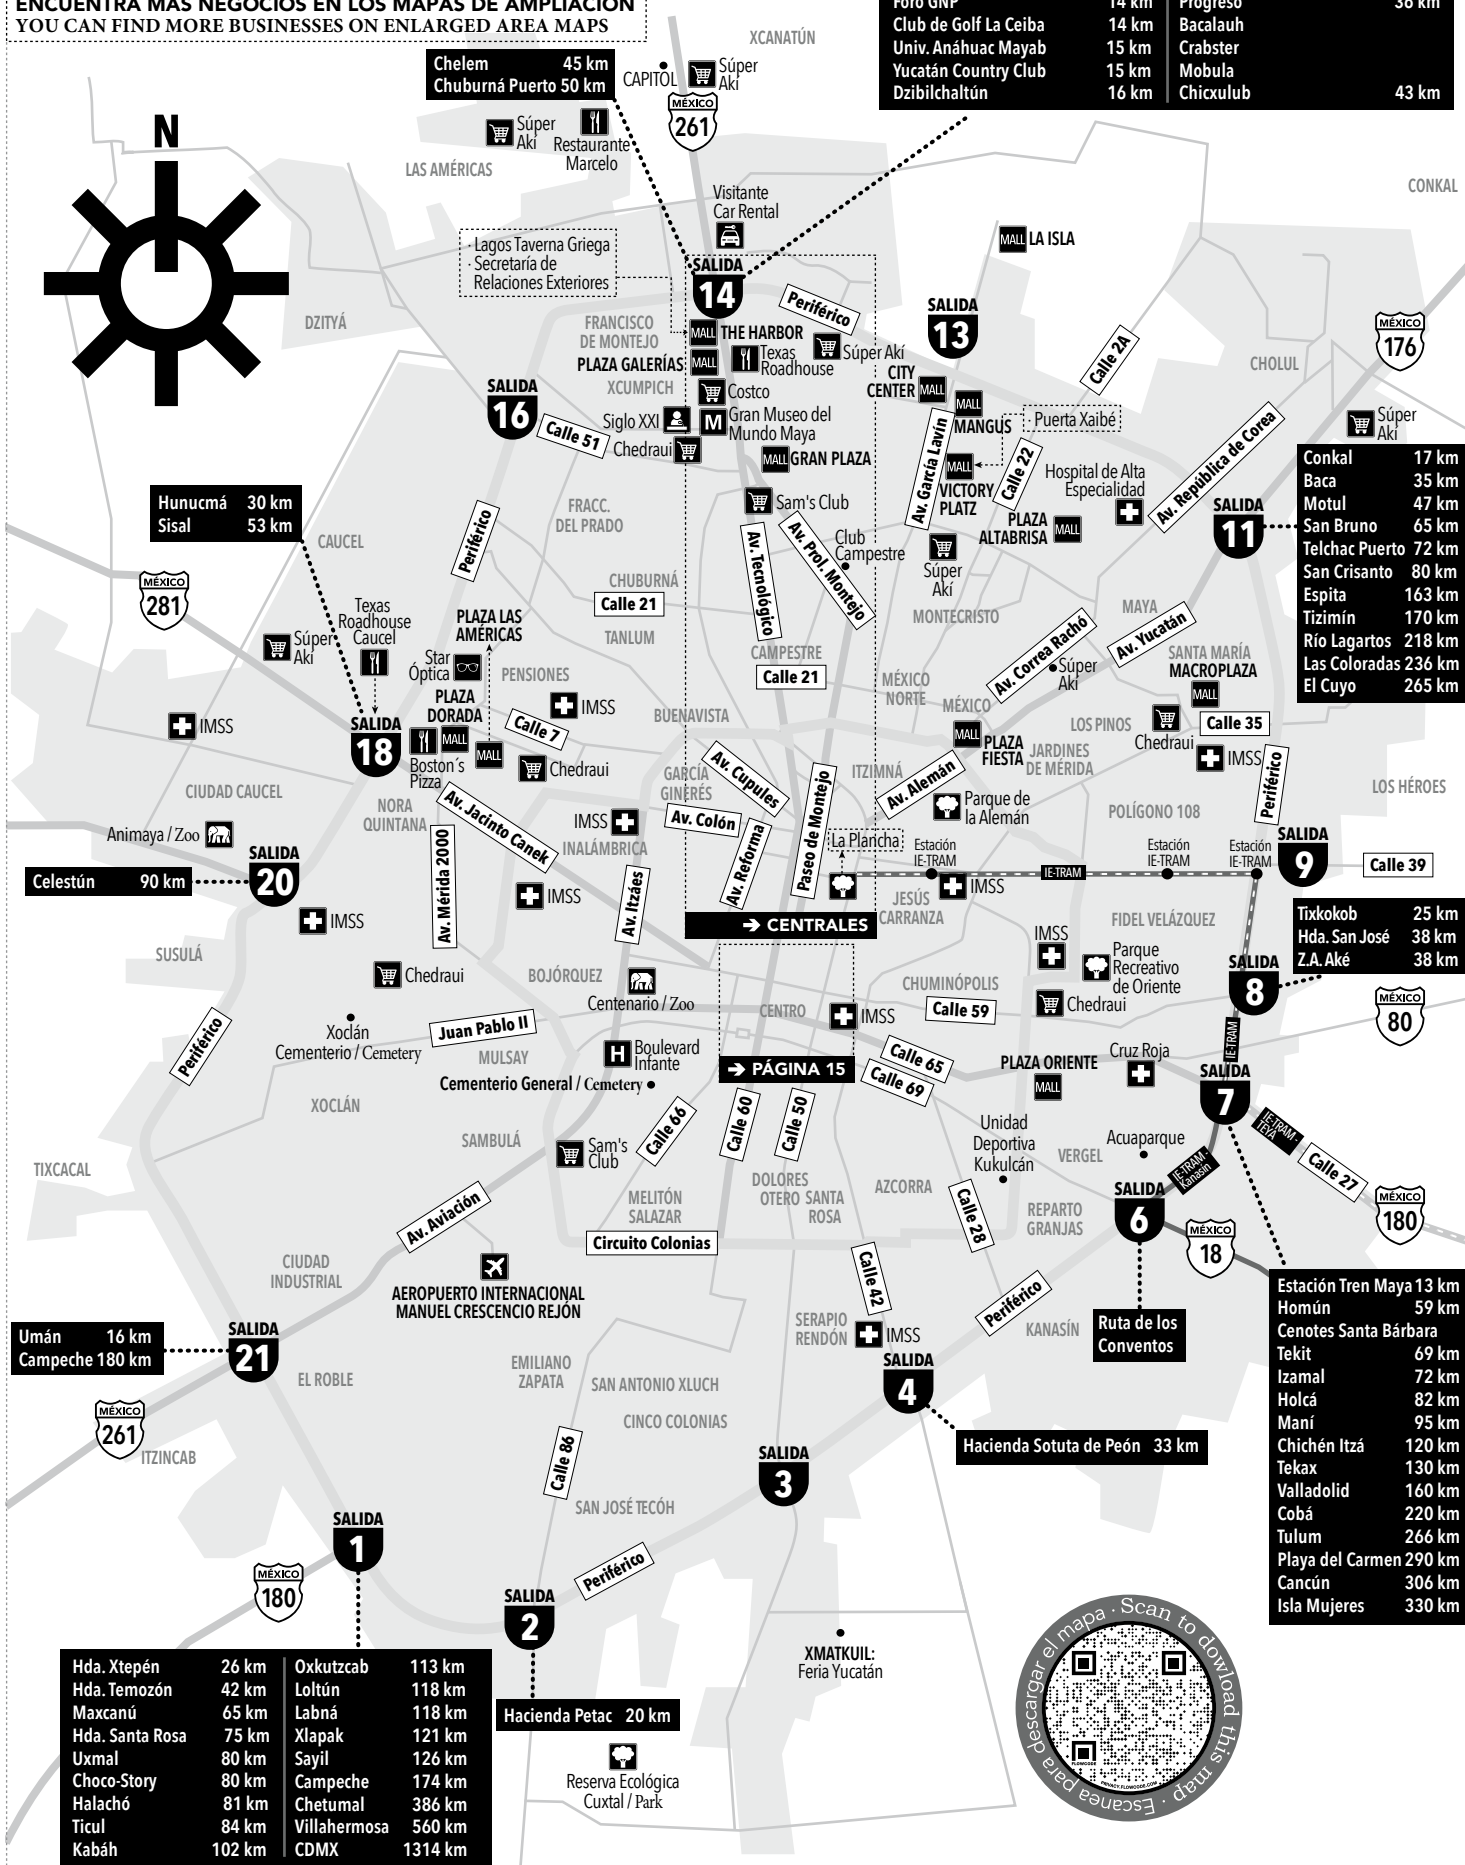 ENCUENTRA MÁS NEGOCIOS EN LOS MAPAS DE AMPLIACIÓN
YOU CAN FIND MORE BUSINESSES ON ENLARGED AREA MAPS
Foro GNP 14 km
Club de Golf La Ceiba 14 km
Univ. Anáhuac Mayab 15 km
Yucatán Country Club 15 km
Dzibilchaltún 16 km
Progreso 36 km
Bacalauh
Crabster
Mobula
Chicxulub 43 km
XCANATÚN
Chelem 45 km
Chuburná Puerto 50 km
CAPITOL
Súper
Akí
MÉXICO
261
N
Súper
Akí
Restaurante
Marcelo
LAS AMÉRICAS
CONKAL
Visitante
Car Rental
MALL LA ISLA
· Lagos Taverna Griega
· Secretaría de
Relaciones Exteriores
SALIDA
14
Periférico
SALIDA
13
DZITYÁ
FRANCISCO
DE MONTEJO
MALL THE HARBOR
PLAZA GALERÍAS MALL
Texas
Roadhouse
Súper Akí
Calle 2A
MÉXICO
176
CHOLUL
XCUMPICH
Costco
CITY
CENTER MALL
MALL
MANGUS
· Puerta Xaibé
SALIDA
16
Calle 51
Siglo XXI
M Gran Museo del
Mundo Maya
Chedraui
MALL GRAN PLAZA
Av. García Lavín
MALL
VICTORY
PLATZ
Calle 22
Hospital de Alta
Especialidad
Av. República de Corea
Súper
Akí
Conkal 17 km
Baca 35 km
Motul 47 km
San Bruno 65 km
Telchac Puerto 72 km
San Crisanto 80 km
Espita 163 km
Tizimín 170 km
Río Lagartos 218 km
Las Coloradas 236 km
El Cuyo 265 km
SALIDA
11
Hunucmá 30 km
Sisal 53 km
FRACC.
DEL PRADO
Sam's Club
PLAZA
ALTABRISA MALL
CAUCEL
Periférico
Av. Tecnológico
Av. Prol. Montejo
Club
Campestre
Súper
Akí
MÉXICO
281
CHUBURNÁ
Calle 21
TANLUM
MONTECRISTO
MAYA
Av. Yucatán
Texas
Roadhouse
Caucel
PLAZA LAS
AMÉRICAS
Súper
Akí
Star
Óptica
PENSIONES
CAMPESTRE
Calle 21
Av. Correa Rachó
Súper
Akí
SANTA MARÍA
MACROPLAZA
MALL
MÉXICO
NORTE
MÉXICO
LOS PINOS
IMSS
PLAZA
DORADA
MALL
IMSS
BUENAVISTA
Calle 7
SALIDA
18
Boston´s
Pizza
MALL
Chedraui
MALL PLAZA
FIESTA
JARDINES
DE MÉRIDA
Chedraui
Calle 35
IMSS
Periférico
LOS HÉROES
CIUDAD CAUCEL
NORA
QUINTANA
Av. Jacinto Canek
GARCÍA
GINERÉS
Av. Cupules
ITZIMNÁ
Av. Alemán
Parque de
la Alemán
POLÍGONO 108
Animaya / Zoo
Av. Mérida 2000
IMSS
INALÁMBRICA
Av. Colón
Av. Reforma
Paseo de Montejo
La Plancha
Estación
IE-TRAM
Estación
IE-TRAM
Estación
IE-TRAM
SALIDA
9
Calle 39
SALIDA
20
Celestún 90 km
IE-TRAM
IMSS
IMSS
Av. Itzáes
JESÚS
CARRANZA
IMSS
➔ CENTRALES
FIDEL VELÁZQUEZ
Tixkokob 25 km
Hda. San José 38 km
Z.A. Aké 38 km
SUSULÁ
Chedraui
BOJÓRQUEZ
Centenario / Zoo
CHUMINÓPOLIS
IMSS
Parque
Recreativo
de Oriente
SALIDA
8
MÉXICO
80
CENTRO
IMSS
Calle 59
Chedraui
Periférico
Xoclán
Cementerio / Cemetery
Juan Pablo II
MULSAY
H Boulevard
Infante
Cementerio General / Cemetery
➔ PÁGINA 15
Calle 65
Calle 69
PLAZA ORIENTE
MALL
Cruz Roja
IE-TRAM
SALIDA
7
XOCLÁN
Calle 66
Calle 60
Calle 50
SAMBULÁ
Sam's
Club
Unidad
Deportiva
Kukulcán
VERGEL
Acuaparque
IE-TRAM -
TEYA
Calle 27
IE-TRAM -
Kanasín
MÉXICO
180
TIXCACAL
Av. Aviación
MELITÓN
SALAZAR
DOLORES
OTERO
SANTA
ROSA
AZCORRA
Calle 28
REPARTO
GRANJAS
SALIDA
6
MÉXICO
18
Circuito Colonias
CIUDAD
INDUSTRIAL
AEROPUERTO INTERNACIONAL
MANUEL CRESCENCIO REJÓN
Calle 42
Periférico
Estación Tren Maya 13 km
Homún 59 km
Cenotes Santa Bárbara
Tekit 69 km
Izamal 72 km
Holcá 82 km
Maní 95 km
Chichén Itzá 120 km
Tekax 130 km
Valladolid 160 km
Cobá 220 km
Tulum 266 km
Playa del Carmen 290 km
Cancún 306 km
Isla Mujeres 330 km
SERAPIO
RENDÓN
IMSS
KANASÍN
Ruta de los
Conventos
Umán 16 km
Campeche 180 km
SALIDA
21
EL ROBLE
EMILIANO
ZAPATA
SAN ANTONIO XLUCH
SALIDA
4
CINCO COLONIAS
Hacienda Sotuta de Peón 33 km
MÉXICO
261
ITZINCAB
Calle 86
SALIDA
3
SAN JOSÉ TECÓH
SALIDA
1
Periférico
MÉXICO
180
SALIDA
2
XMATKUIL:
Feria Yucatán
Hda. Xtepén 26 km
Hda. Temozón 42 km
Maxcanú 65 km
Hda. Santa Rosa 75 km
Uxmal 80 km
Choco-Story 80 km
Halachó 81 km
Ticul 84 km
Kabáh 102 km
Oxkutzcab 113 km
Loltún 118 km
Labná 118 km
Xlapak 121 km
Sayil 126 km
Campeche 174 km
Chetumal 386 km
Villahermosa 560 km
CDMX 1314 km
Hacienda Petac 20 km
Reserva Ecológica
Cuxtal / Park
Escanea para descargar el mapa · Scan to dowload this map ·
FLOWCODE
PRIVACY.FLOWCODE.COM